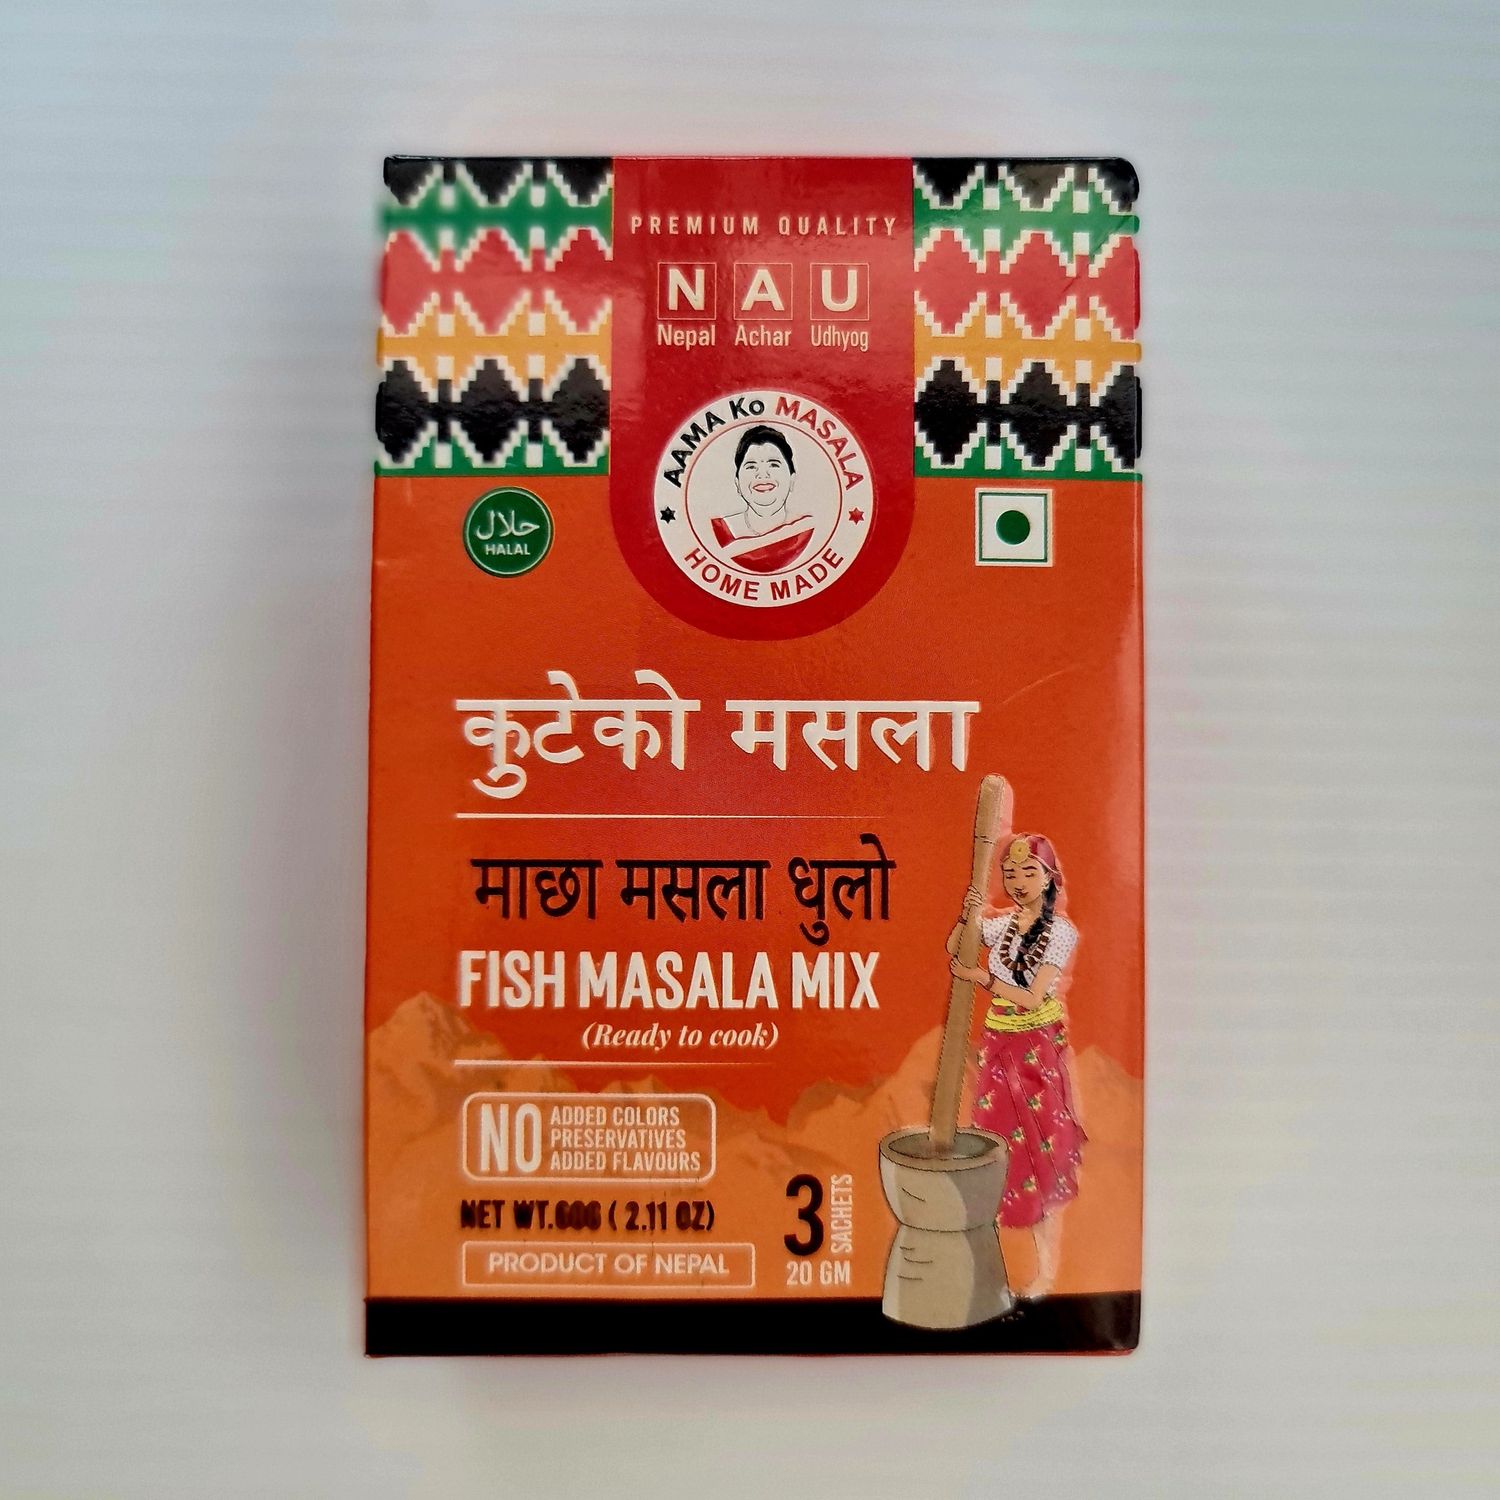 PREMIUM QUALITY
N A U
Nepal Achar Udhyog
AAMA Ko MASALA
HOME MADE
حلال
HALAL
कुटेको मसला
माछा मसला धुलो
FISH MASALA MIX
(Ready to cook)
NO ADDED COLORS
PRESERVATIVES
ADDED FLAVOURS
NET WT.60G ( 2.11 OZ)
3 SACHETS
20 GM
PRODUCT OF NEPAL